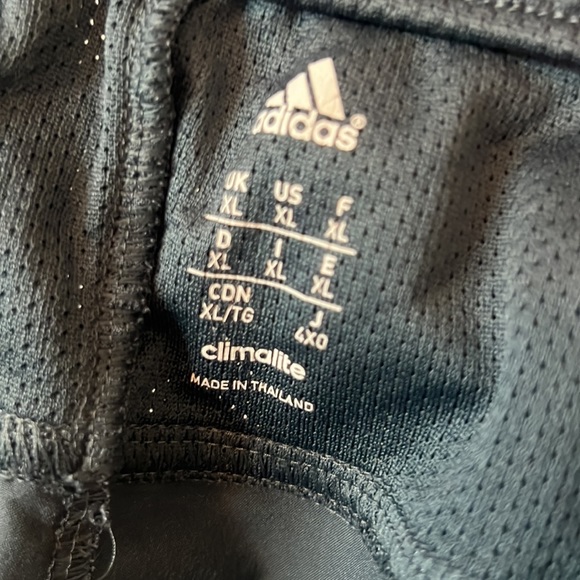 adidas®
UK US F
XL XL XL
D I E
XL XL XL
CDN J
XL/TG 4XO
climalite
MADE IN THAILAND